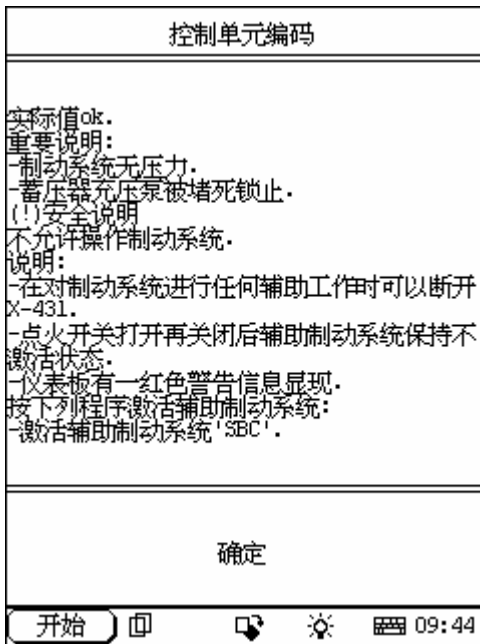 控制单元编码
实际值ok.
重要说明:
-制动系统无压力.
-蓄压器充压泵被堵死锁止.
(!)安全说明
不允许操作制动系统.
说明:
-在对制动系统进行任何辅助工作时可以断开
X-431.
-点火开关打开再关闭后辅助制动系统保持不
激活状态.
-仪表板有一红色警告信息显现.
按下列程序激活辅助制动系统:
-激活辅助制动系统'SBC'.
确定
开始 09:44